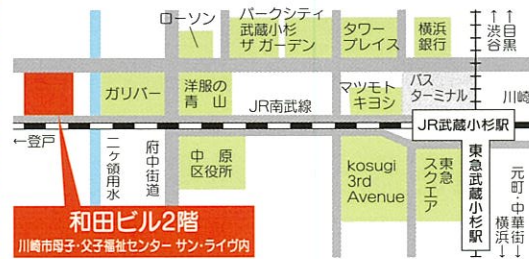 ローソン
パークシティ
武蔵小杉
ザ ガーデン
タワー
プレイス
横浜
銀行
↑
渋谷
↑
目黒
ガリバー
洋服の
青山
マツモト
キヨシ
バス
ターミナル
川崎
JR南武線
JR武蔵小杉駅
←登戸
二ヶ領用水
府中街道
中原
区役所
kosugi
3rd
Avenue
東急
スクエア
東急武蔵小杉駅
元町・中華街→
横浜↓
和田ビル2階
川崎市母子・父子福祉センター サン・ライヴ内